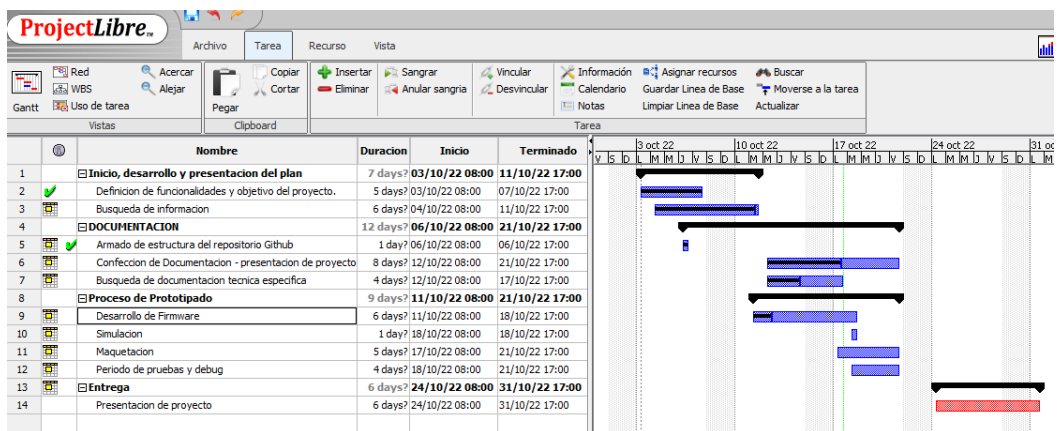 ProjectLibre™
Archivo Tarea Recurso Vista
Red Acercar Copiar Insertar Sangrar Vincular Información Asignar recursos Buscar
WBS Alejar Cortar Eliminar Anular sangria Desvincular Calendario Guardar Linea de Base Moverse a la tarea
Gantt Uso de tarea Pegar Notas Limpiar Linea de Base Actualizar
Vistas Clipboard Tarea
Nombre Duracion Inicio Terminado 3 oct 22 10 oct 22 17 oct 22 24 oct 22 31 oc
V S D L M M J V S D L M M J V S D L M M J V S D L M M J V S D L M
1 Inicio, desarrollo y presentacion del plan 7 days? 03/10/22 08:00 11/10/22 17:00
2 Definicion de funcionalidades y objetivo del proyecto. 5 days? 03/10/22 08:00 07/10/22 17:00
3 Busqueda de informacion 6 days? 04/10/22 08:00 11/10/22 17:00
4 DOCUMENTACION 12 days? 06/10/22 08:00 21/10/22 17:00
5 Armado de estructura del repositorio Github 1 day? 06/10/22 08:00 06/10/22 17:00
6 Confeccion de Documentacion - presentacion de proyecto 8 days? 12/10/22 08:00 21/10/22 17:00
7 Busqueda de documentacion tecnica especifica 4 days? 12/10/22 08:00 17/10/22 17:00
8 Proceso de Prototipado 9 days? 11/10/22 08:00 21/10/22 17:00
9 Desarrollo de Firmware 6 days? 11/10/22 08:00 18/10/22 17:00
10 Simulacion 1 day? 18/10/22 08:00 18/10/22 17:00
11 Maquetacion 5 days? 17/10/22 08:00 21/10/22 17:00
12 Periodo de pruebas y debug 4 days? 18/10/22 08:00 21/10/22 17:00
13 Entrega 6 days? 24/10/22 08:00 31/10/22 17:00
14 Presentacion de proyecto 6 days? 24/10/22 08:00 31/10/22 17:00